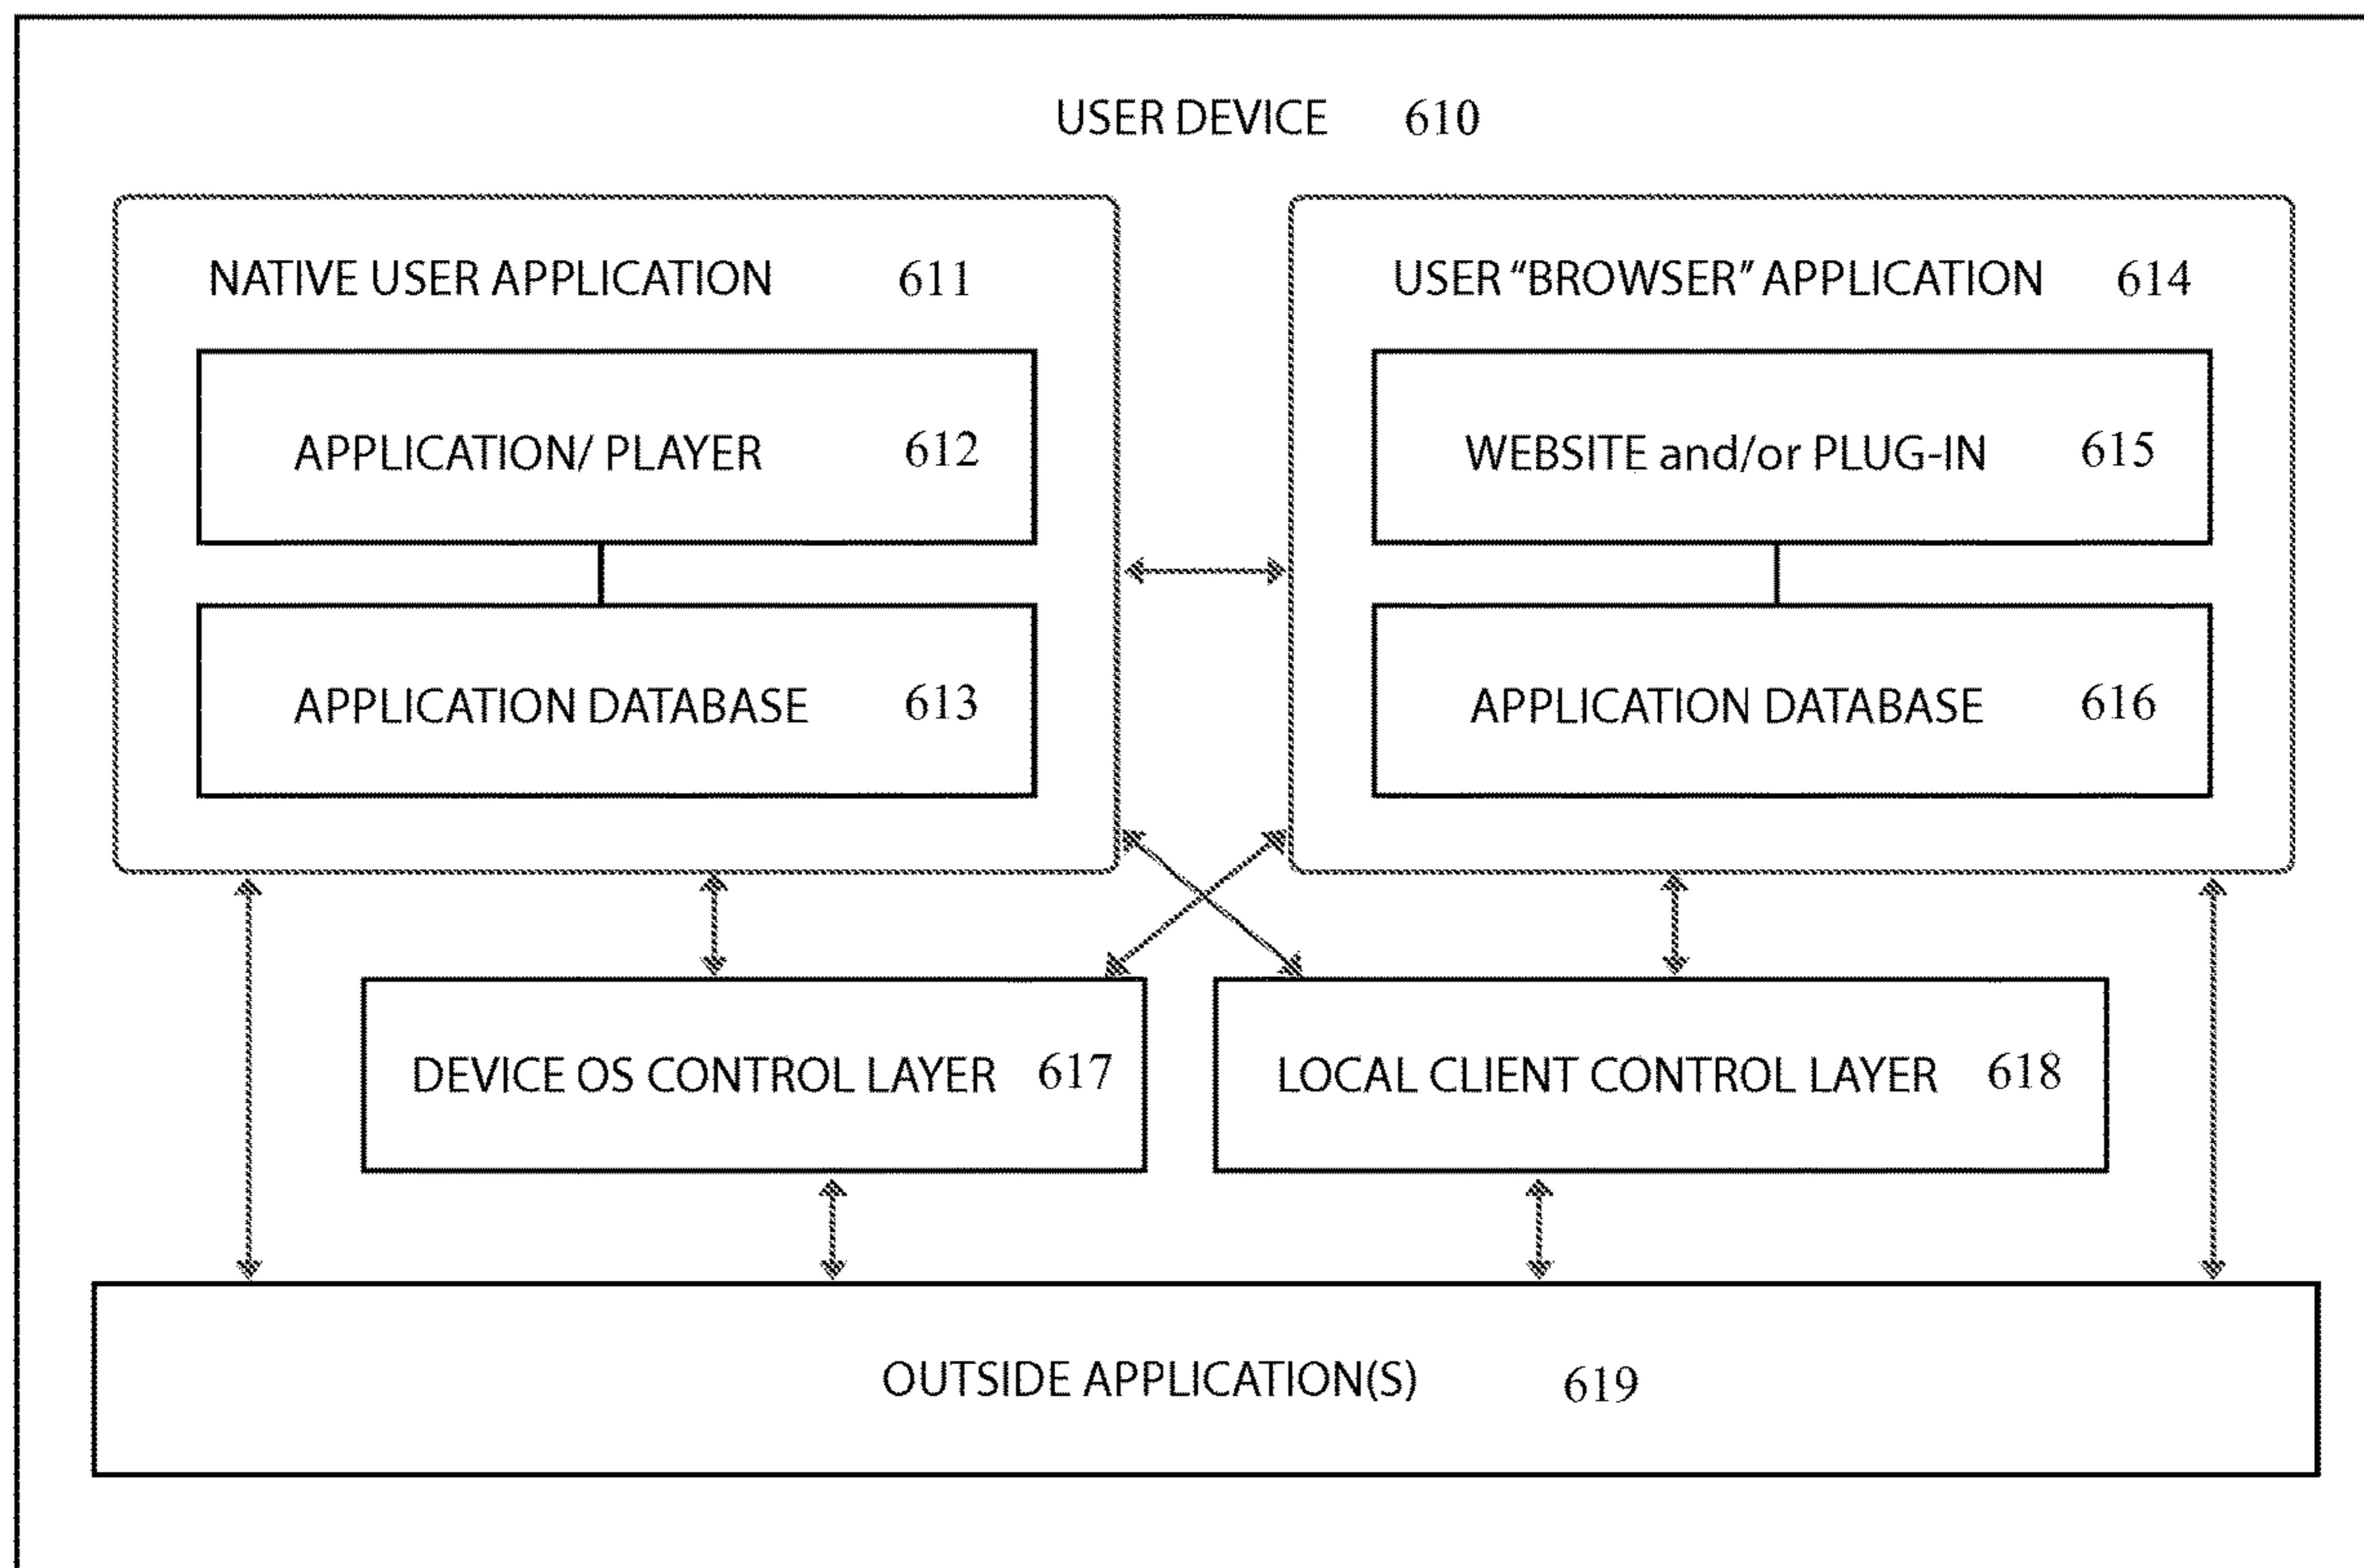 USER DEVICE 610
NATIVE USER APPLICATION 611
USER “BROWSER” APPLICATION 614
APPLICATION/ PLAYER 612
WEBSITE and/or PLUG-IN 615
APPLICATION DATABASE 613
APPLICATION DATABASE 616
DEVICE OS CONTROL LAYER 617
LOCAL CLIENT CONTROL LAYER 618
OUTSIDE APPLICATION(S) 619